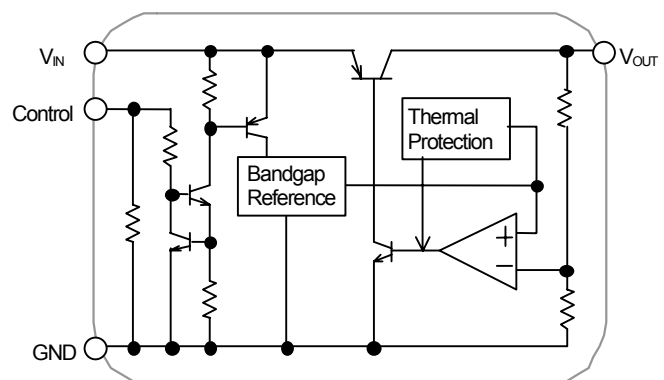 VIN
VOUT
Control
Thermal
Protection
Bandgap
Reference
+
−
GND